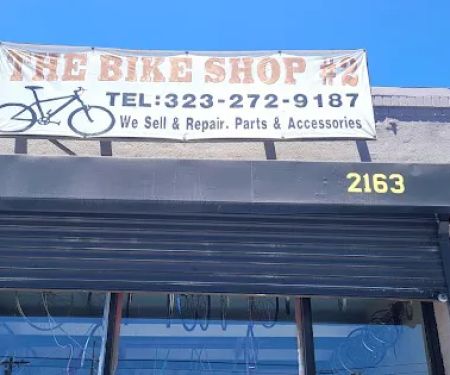 THE BIKE SHOP #2
TEL:323-272-9187
We Sell & Repair. Parts & Accessories
2163